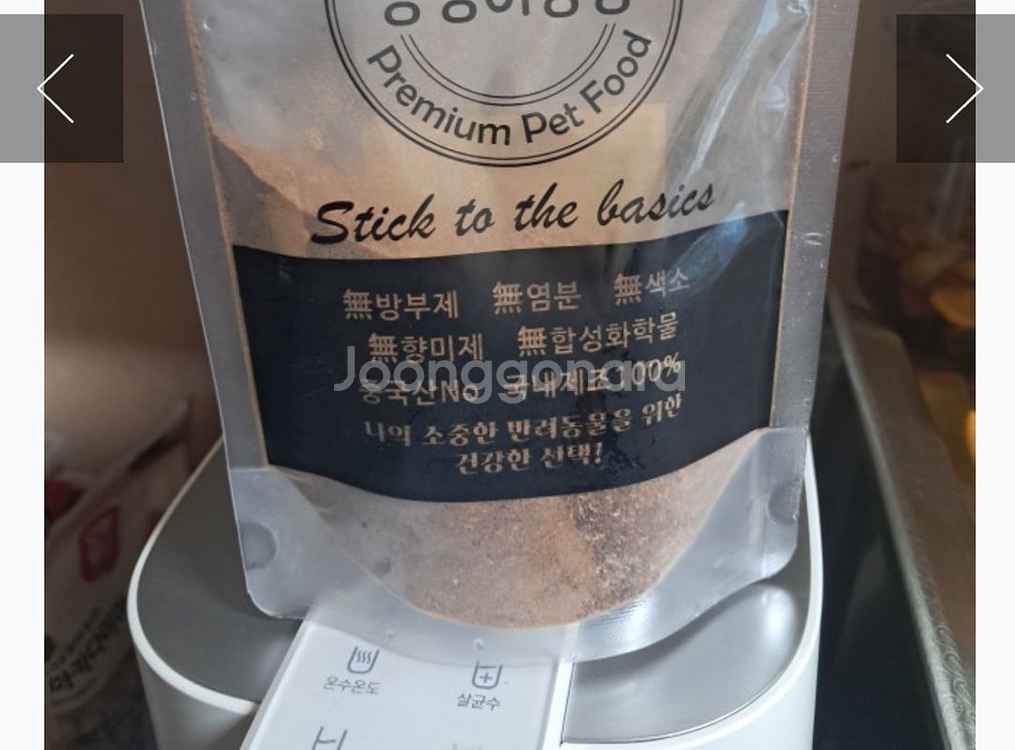 Premium Pet Food
Stick to the basics
無방부제 無염분 無색소
無향미제 無합성화학물
중국산No 국내제조100%
Joonggonara
나의 소중한 반려동물을 위한
건강한 선택!
온수온도 살균수